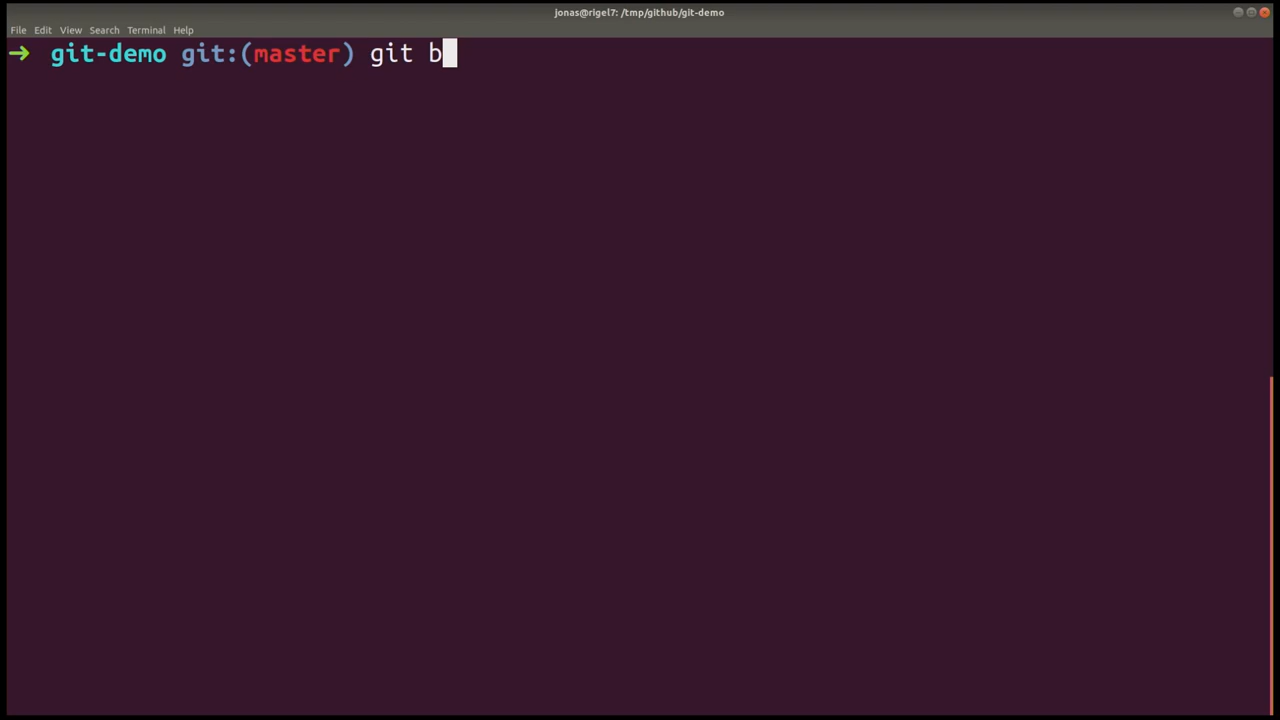 jonas@rigel7: /tmp/github/git-demo
File Edit View Search Terminal Help
➜ git-demo git:(master) git b